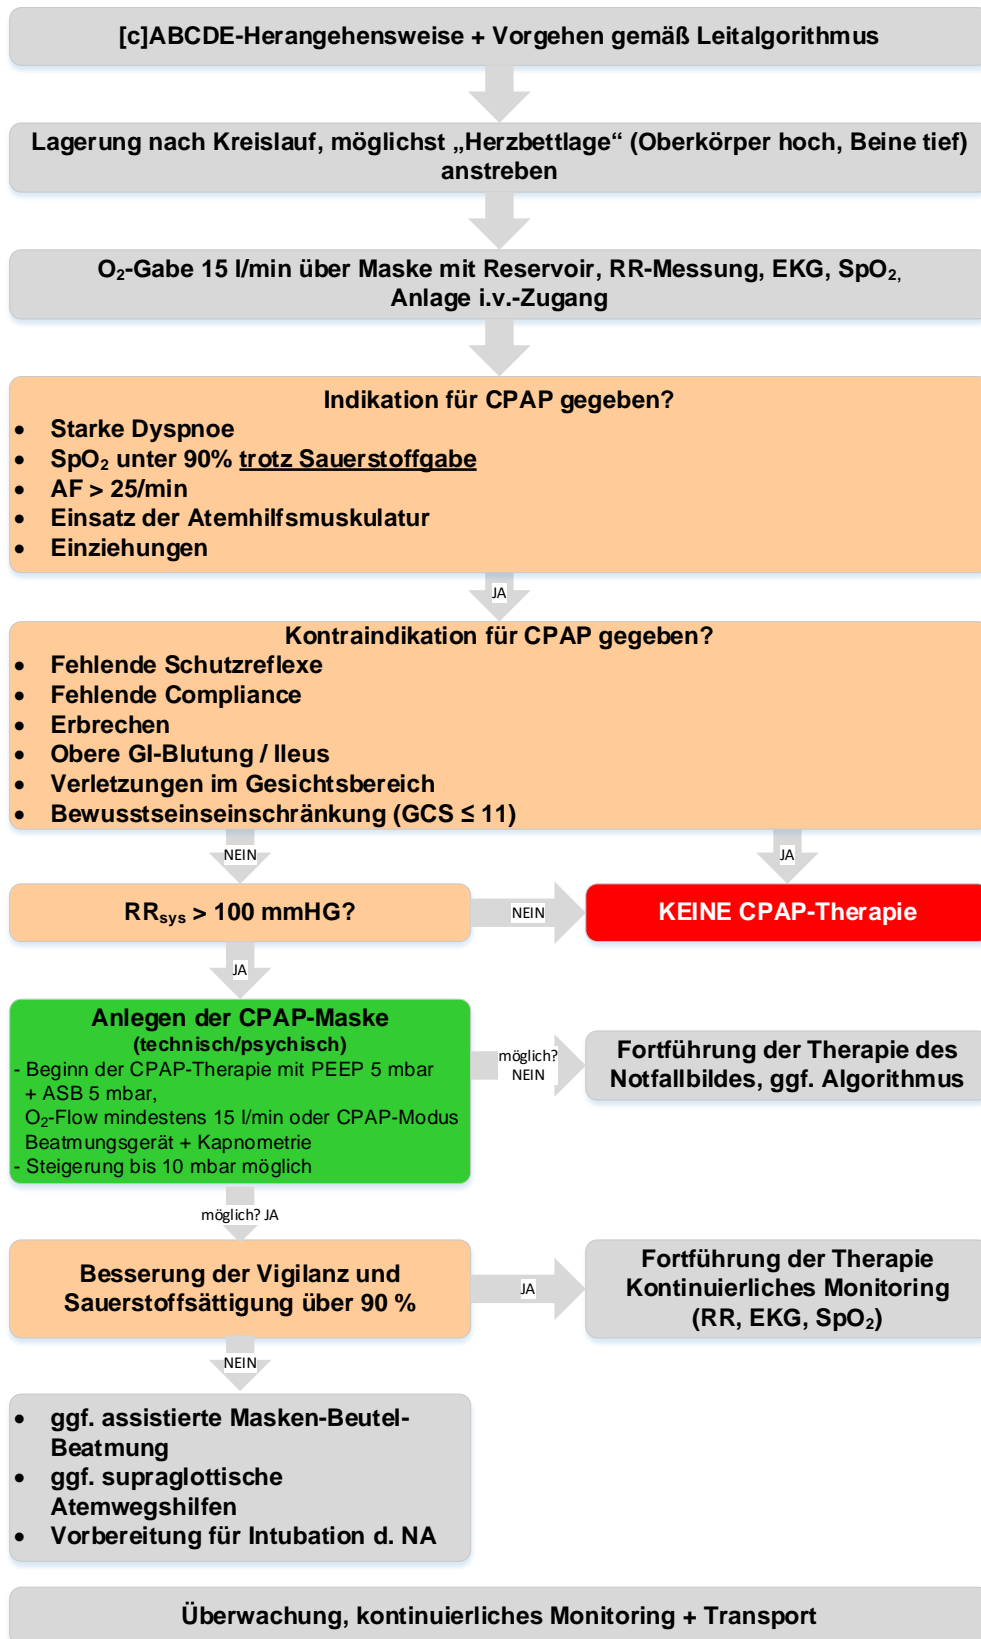 [c]ABCDE-Herangehensweise + Vorgehen gemäß Leitalgorithmus
Lagerung nach Kreislauf, möglichst „Herzbettlage“ (Oberkörper hoch, Beine tief)
anstreben
O₂-Gabe 15 l/min über Maske mit Reservoir, RR-Messung, EKG, SpO₂,
Anlage i.v.-Zugang
Indikation für CPAP gegeben?
• Starke Dyspnoe
• SpO₂ unter 90% trotz Sauerstoffgabe
• AF > 25/min
• Einsatz der Atemhilfsmuskulatur
• Einziehungen
JA
Kontraindikation für CPAP gegeben?
• Fehlende Schutzreflexe
• Fehlende Compliance
• Erbrechen
• Obere GI-Blutung / Ileus
• Verletzungen im Gesichtsbereich
• Bewusstseinseinschränkung (GCS ≤ 11)
NEIN
JA
RRsys > 100 mmHG?
NEIN
KEINE CPAP-Therapie
JA
Anlegen der CPAP-Maske
(technisch/psychisch)
- Beginn der CPAP-Therapie mit PEEP 5 mbar
+ ASB 5 mbar,
O₂-Flow mindestens 15 l/min oder CPAP-Modus
Beatmungsgerät + Kapnometrie
- Steigerung bis 10 mbar möglich
möglich?
NEIN
Fortführung der Therapie des
Notfallbildes, ggf. Algorithmus
möglich? JA
Besserung der Vigilanz und
Sauerstoffsättigung über 90 %
JA
Fortführung der Therapie
Kontinuierliches Monitoring
(RR, EKG, SpO₂)
NEIN
• ggf. assistierte Masken-Beutel-
Beatmung
• ggf. supraglottische
Atemwegshilfen
• Vorbereitung für Intubation d. NA
Überwachung, kontinuierliches Monitoring + Transport